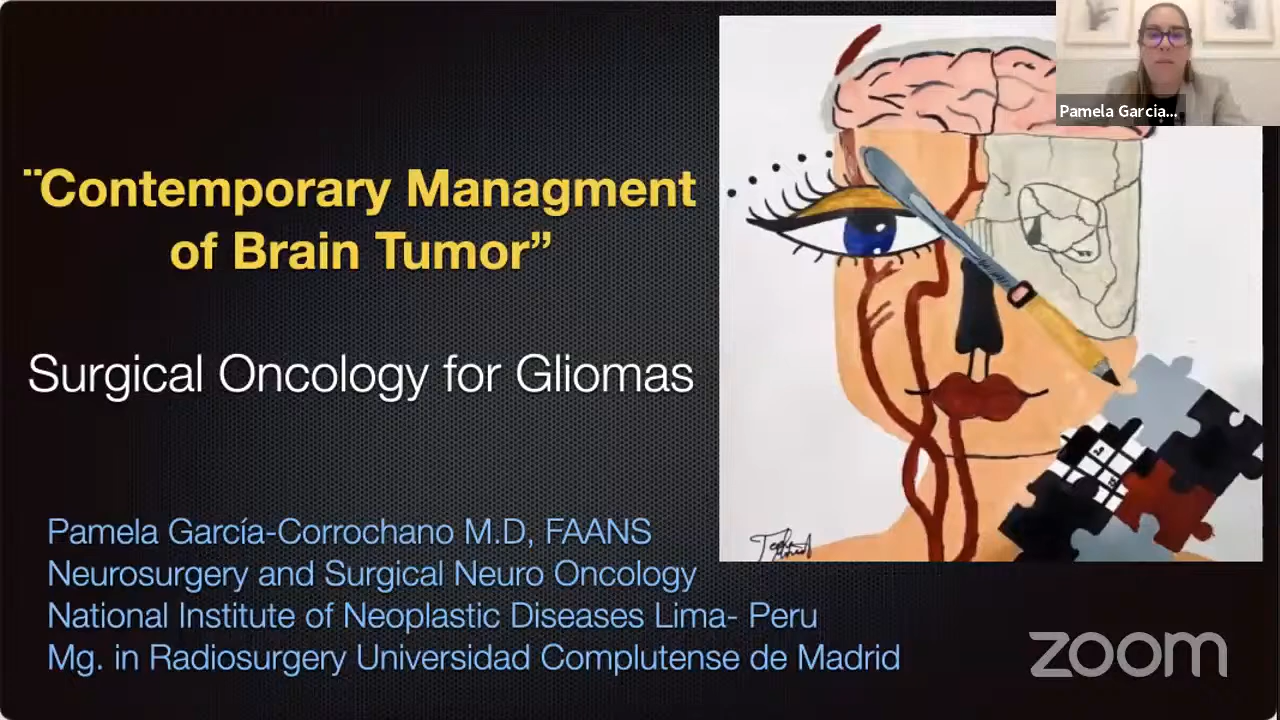 ¨Contemporary Managment
of Brain Tumor”
Surgical Oncology for Gliomas
Pamela García-Corrochano M.D, FAANS
Neurosurgery and Surgical Neuro Oncology
National Institute of Neoplastic Diseases Lima- Peru
Mg. in Radiosurgery Universidad Complutense de Madrid
Pamela Garcia...
zoom